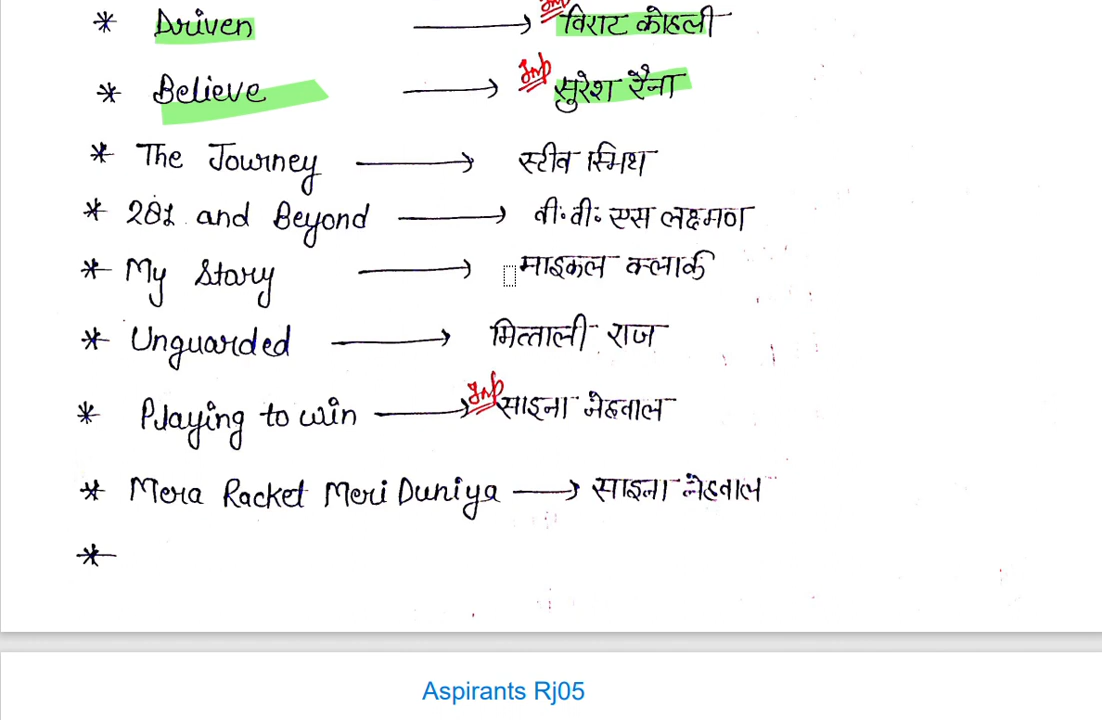 * Driven → Imp विराट कोहली
* Believe → Imp सुरेश रैना
* The Journey → स्टीव स्मिथ
* 281 and Beyond → वी. वी. एस लक्ष्मण
* My Story → माइकल क्लार्क
* Unguarded → मित्ताली राज
* Playing to win → Imp साइना नेहवाल
* Mera Racket Meri Duniya → साइना नेहवाल
*
Aspirants Rj05